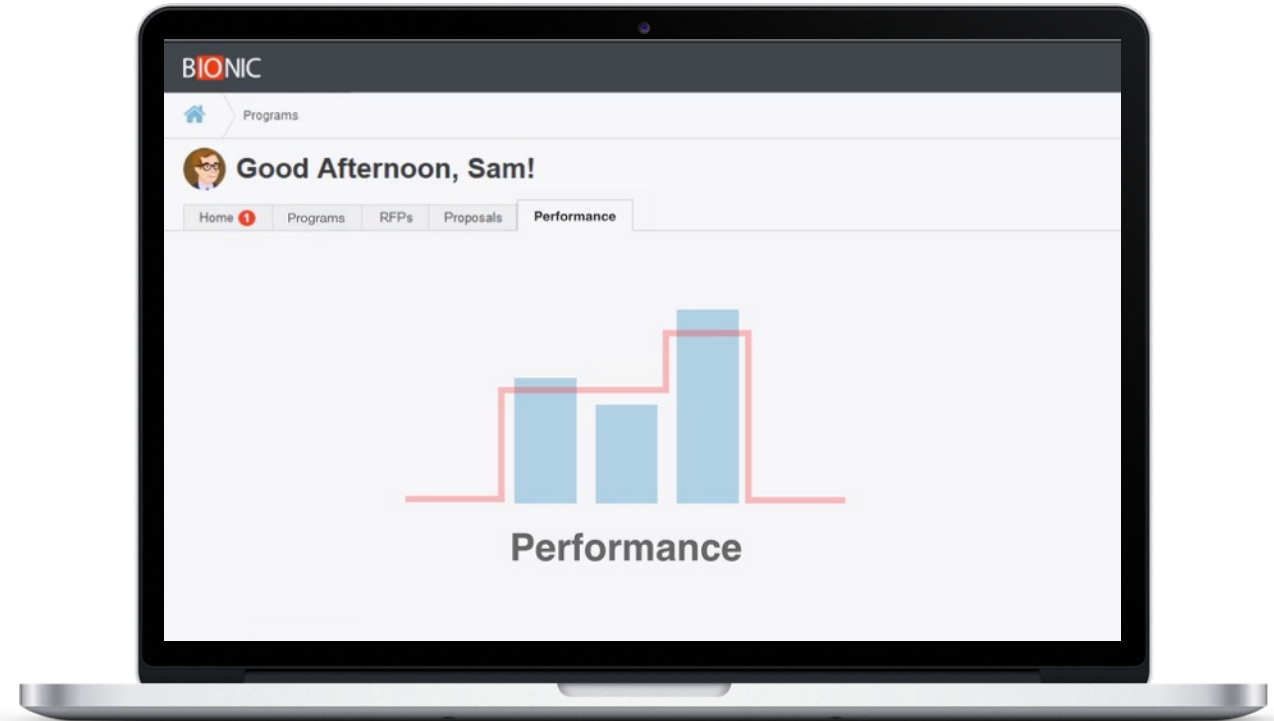 BIONIC
Programs
Good Afternoon, Sam!
Home 1 Programs RFPs Proposals Performance
Performance